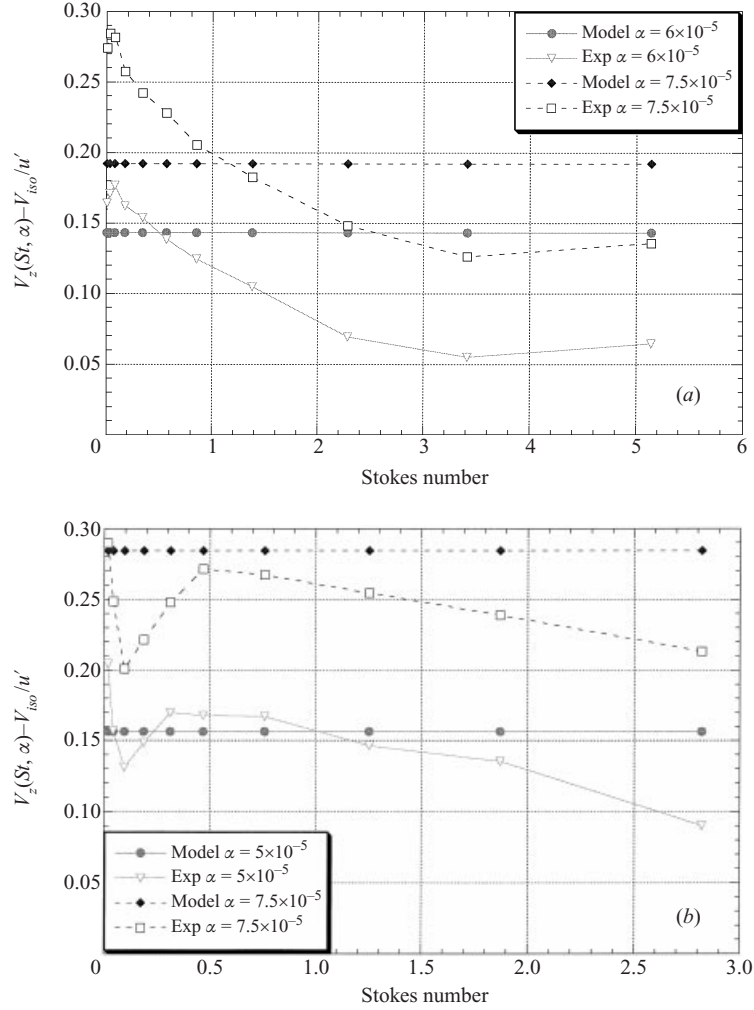 0.30
0.25
0.20
0.15
0.10
0.05
V_z(St, α)–V_iso/u′
Model α = 6×10⁻⁵
Exp α = 6×10⁻⁵
Model α = 7.5×10⁻⁵
Exp α = 7.5×10⁻⁵
(a)
0 1 2 3 4 5 6
Stokes number
0.30
0.25
0.20
0.15
0.10
0.05
V_z(St, α)–V_iso/u′
Model α = 5×10⁻⁵
Exp α = 5×10⁻⁵
Model α = 7.5×10⁻⁵
Exp α = 7.5×10⁻⁵
(b)
0 0.5 1.0 1.5 2.0 2.5 3.0
Stokes number